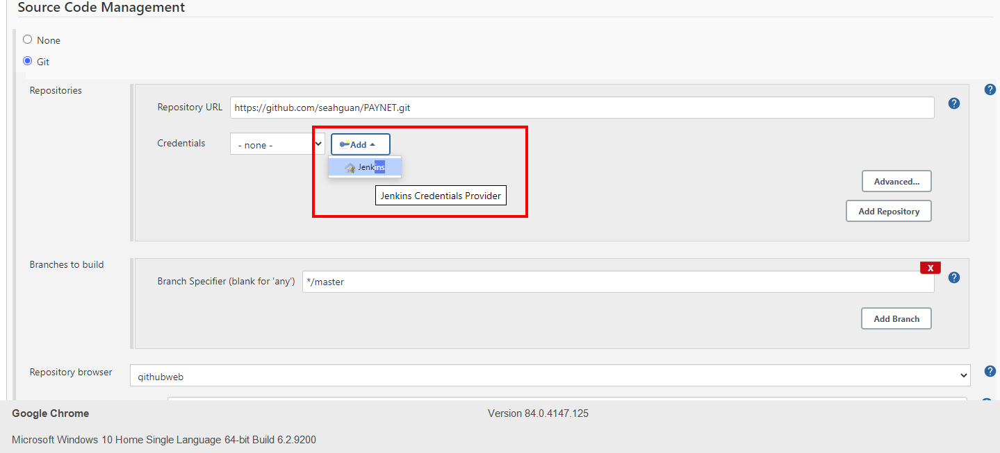 Source Code Management
None
Git
Repositories
Repository URL https://github.com/seahguan/PAYNET.git
Credentials - none - Add
Jenkins
Jenkins Credentials Provider
Advanced...
Add Repository
Branches to build
X
Branch Specifier (blank for 'any') */master
Add Branch
Repository browser githubweb
Google Chrome Version 84.0.4147.125
Microsoft Windows 10 Home Single Language 64-bit Build 6.2.9200